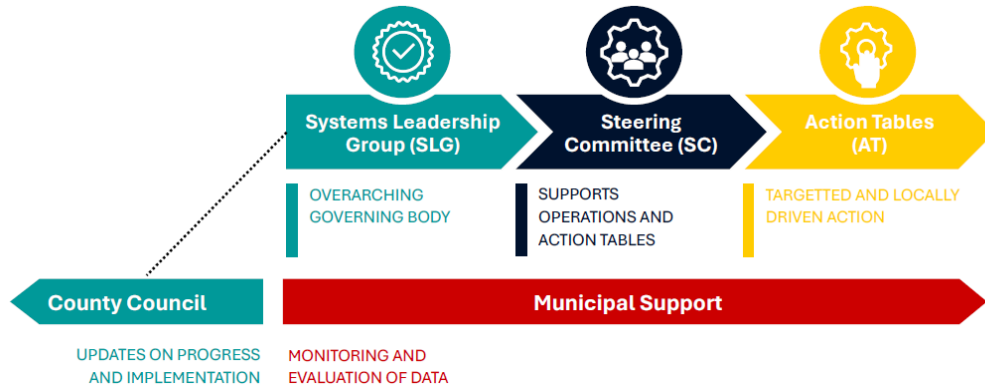 Systems Leadership
Group (SLG)
Steering
Committee (SC)
Action Tables
(AT)
OVERARCHING
GOVERNING BODY
SUPPORTS
OPERATIONS AND
ACTION TABLES
TARGETTED AND LOCALLY
DRIVEN ACTION
County Council
Municipal Support
UPDATES ON PROGRESS
AND IMPLEMENTATION
MONITORING AND
EVALUATION OF DATA